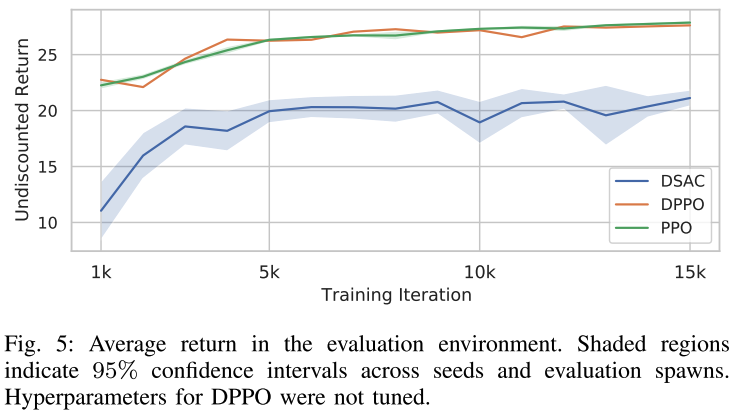 Undiscounted Return
25
20
15
10
DSAC
DPPO
PPO
1k
5k
10k
15k
Training Iteration
Fig. 5: Average return in the evaluation environment. Shaded regions
indicate 95% confidence intervals across seeds and evaluation spawns.
Hyperparameters for DPPO were not tuned.